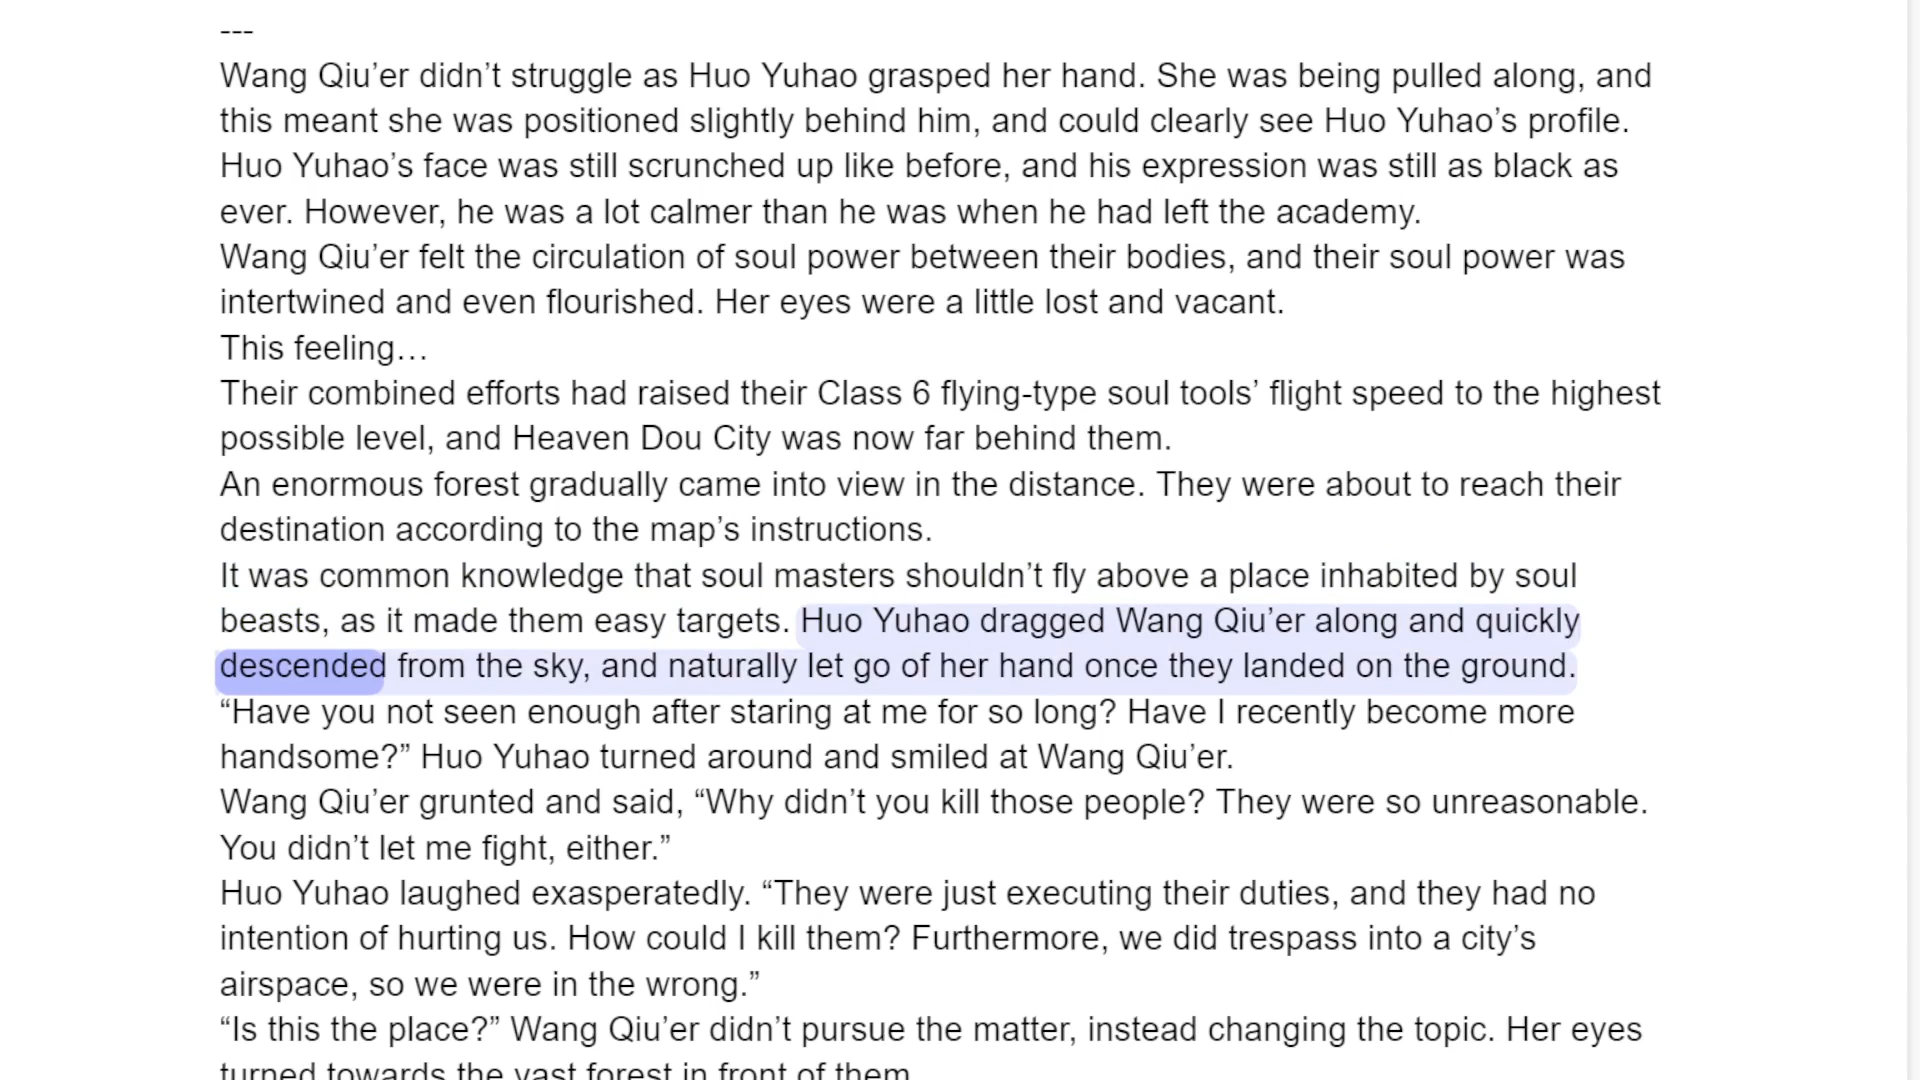 ---
Wang Qiu’er didn’t struggle as Huo Yuhao grasped her hand. She was being pulled along, and
this meant she was positioned slightly behind him, and could clearly see Huo Yuhao’s profile.
Huo Yuhao’s face was still scrunched up like before, and his expression was still as black as
ever. However, he was a lot calmer than he was when he had left the academy.
Wang Qiu’er felt the circulation of soul power between their bodies, and their soul power was
intertwined and even flourished. Her eyes were a little lost and vacant.
This feeling…
Their combined efforts had raised their Class 6 flying-type soul tools’ flight speed to the highest
possible level, and Heaven Dou City was now far behind them.
An enormous forest gradually came into view in the distance. They were about to reach their
destination according to the map’s instructions.
It was common knowledge that soul masters shouldn’t fly above a place inhabited by soul
beasts, as it made them easy targets. Huo Yuhao dragged Wang Qiu’er along and quickly
descended from the sky, and naturally let go of her hand once they landed on the ground.
“Have you not seen enough after staring at me for so long? Have I recently become more
handsome?” Huo Yuhao turned around and smiled at Wang Qiu’er.
Wang Qiu’er grunted and said, “Why didn’t you kill those people? They were so unreasonable.
You didn’t let me fight, either.”
Huo Yuhao laughed exasperatedly. “They were just executing their duties, and they had no
intention of hurting us. How could I kill them? Furthermore, we did trespass into a city’s
airspace, so we were in the wrong.”
“Is this the place?” Wang Qiu’er didn’t pursue the matter, instead changing the topic. Her eyes
turned towards the vast forest in front of them.